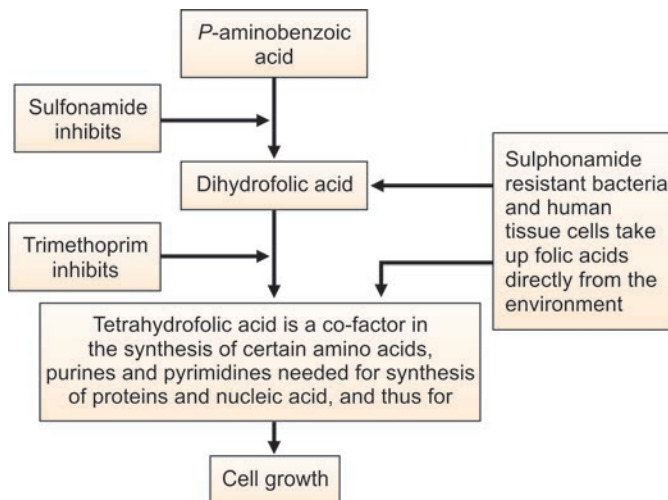 P-aminobenzoic
acid
Sulfonamide
inhibits
Dihydrofolic acid
Sulphonamide
resistant bacteria
and human
tissue cells take
up folic acids
directly from the
environment
Trimethoprim
inhibits
Tetrahydrofolic acid is a co-factor in
the synthesis of certain amino acids,
purines and pyrimidines needed for synthesis
of proteins and nucleic acid, and thus for
Cell growth